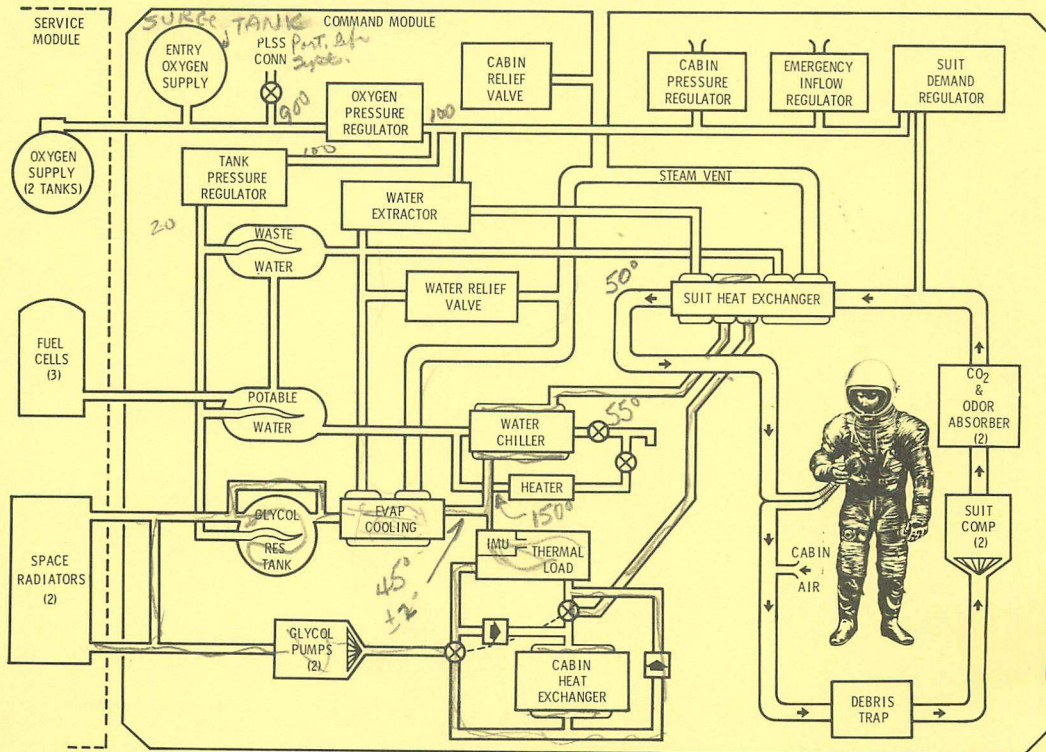 SERVICE
MODULE
COMMAND MODULE
SURGE TANK
ENTRY
OXYGEN
SUPPLY
PLSS
CONN
Port. life
Syst.
900
OXYGEN
PRESSURE
REGULATOR
100
CABIN
RELIEF
VALVE
CABIN
PRESSURE
REGULATOR
EMERGENCY
INFLOW
REGULATOR
SUIT
DEMAND
REGULATOR
OXYGEN
SUPPLY
(2 TANKS)
TANK
PRESSURE
REGULATOR
100
20
WATER
EXTRACTOR
STEAM VENT
WASTE
WATER
WATER RELIEF
VALVE
50°
SUIT HEAT EXCHANGER
FUEL
CELLS
(3)
POTABLE
WATER
WATER
CHILLER
55°
HEATER
150°
CO2
&
ODOR
ABSORBER
(2)
SPACE
RADIATORS
(2)
GLYCOL
RES
TANK
EVAP
COOLING
45°
±2°
IMU
THERMAL
LOAD
SUIT
COMP
(2)
CABIN
AIR
GLYCOL
PUMPS
(2)
CABIN
HEAT
EXCHANGER
DEBRIS
TRAP